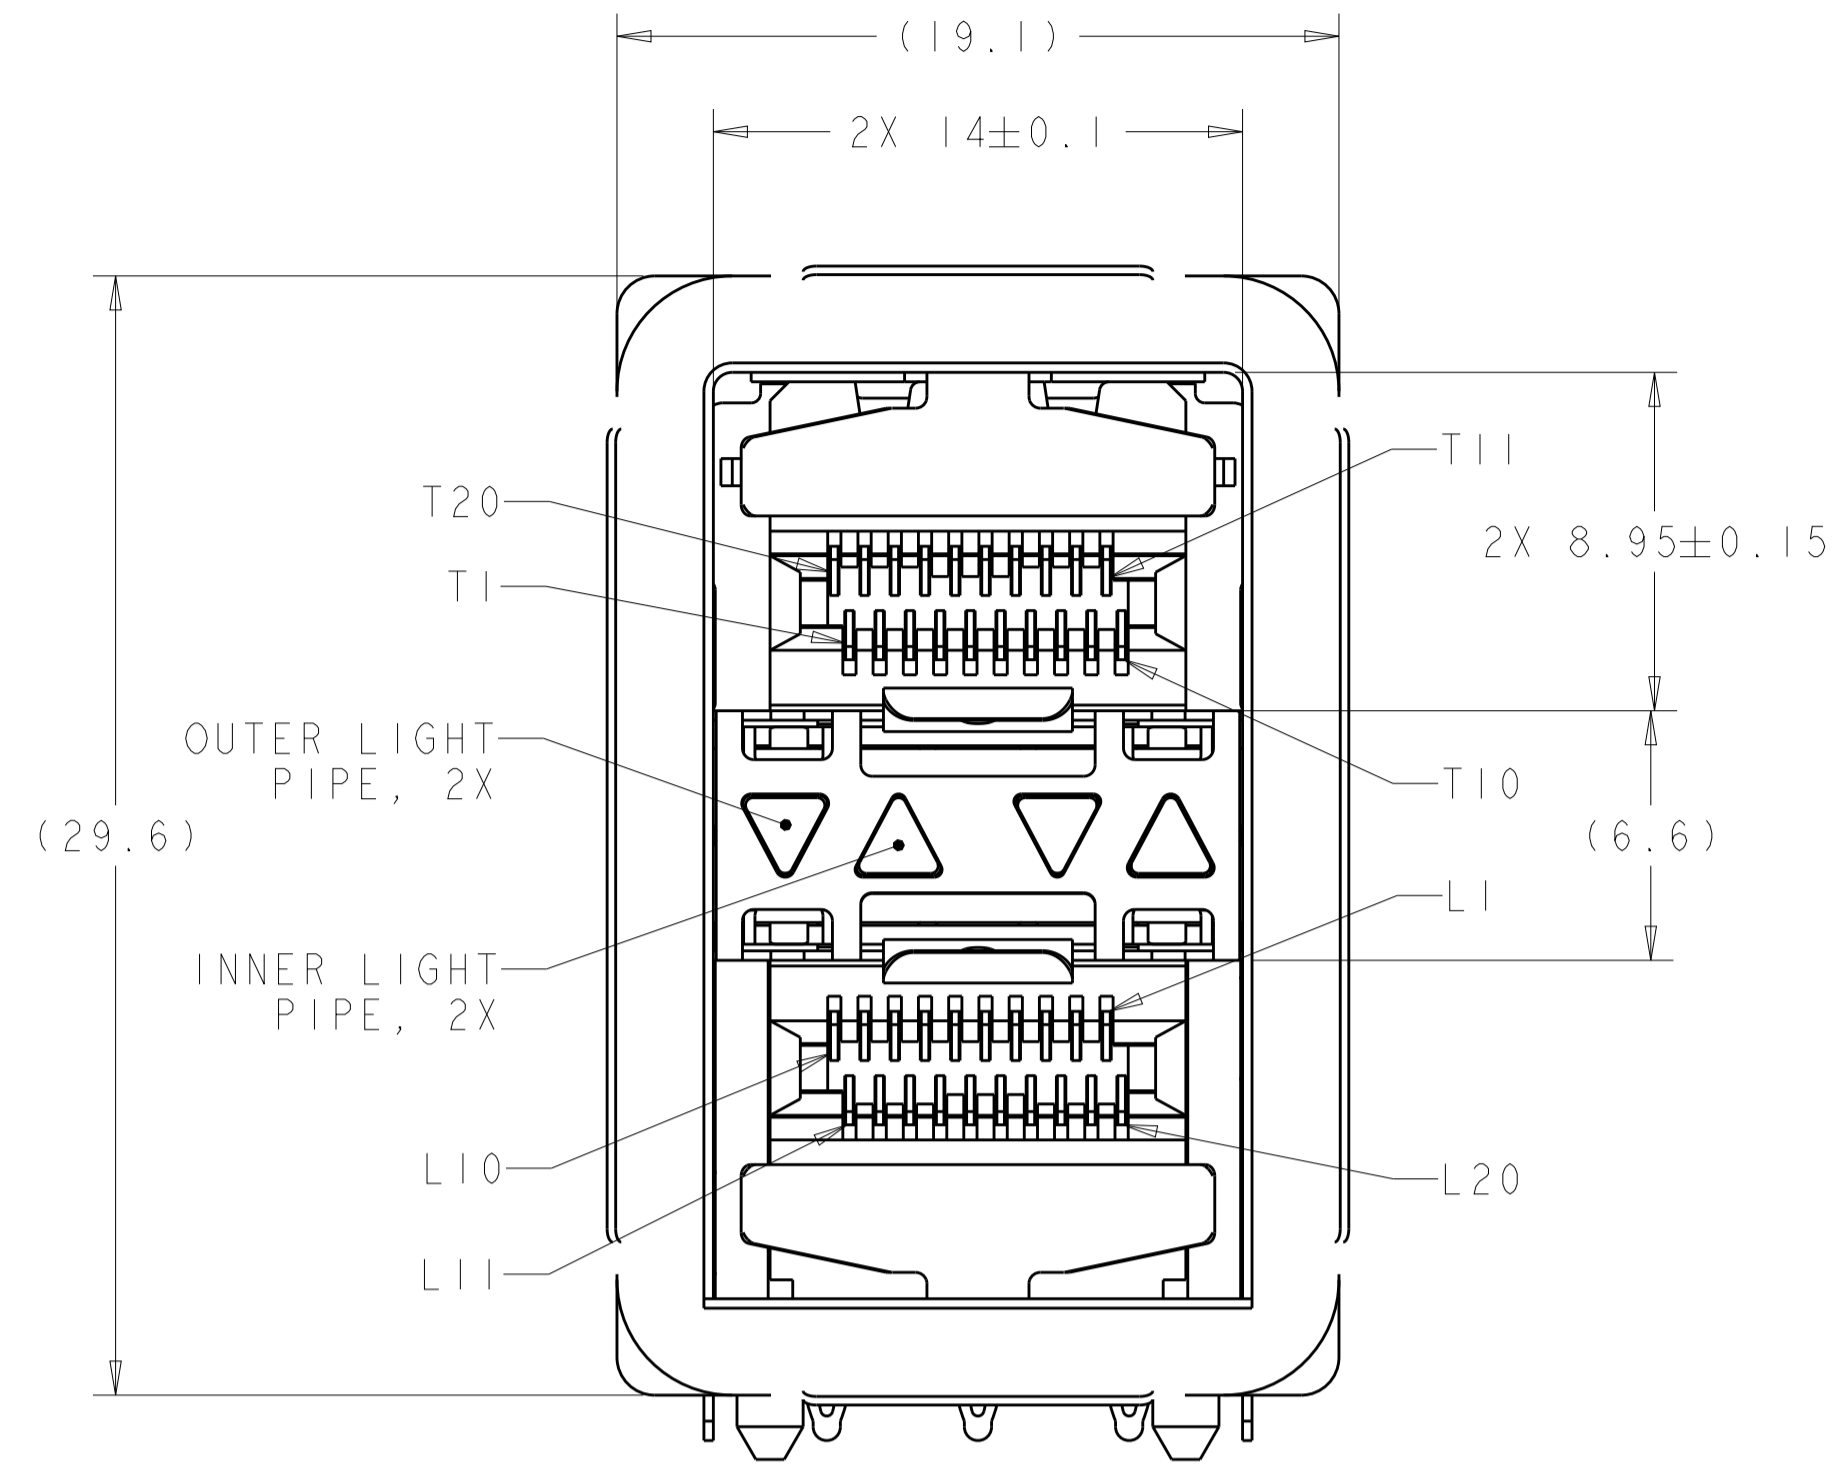 (19.1)
2X 14±0.1
T11
T20
2X 8.95±0.15
T1
OUTER LIGHT
PIPE, 2X
T10
(29.6)
(6.6)
L1
INNER LIGHT
PIPE, 2X
L10
L20
L11